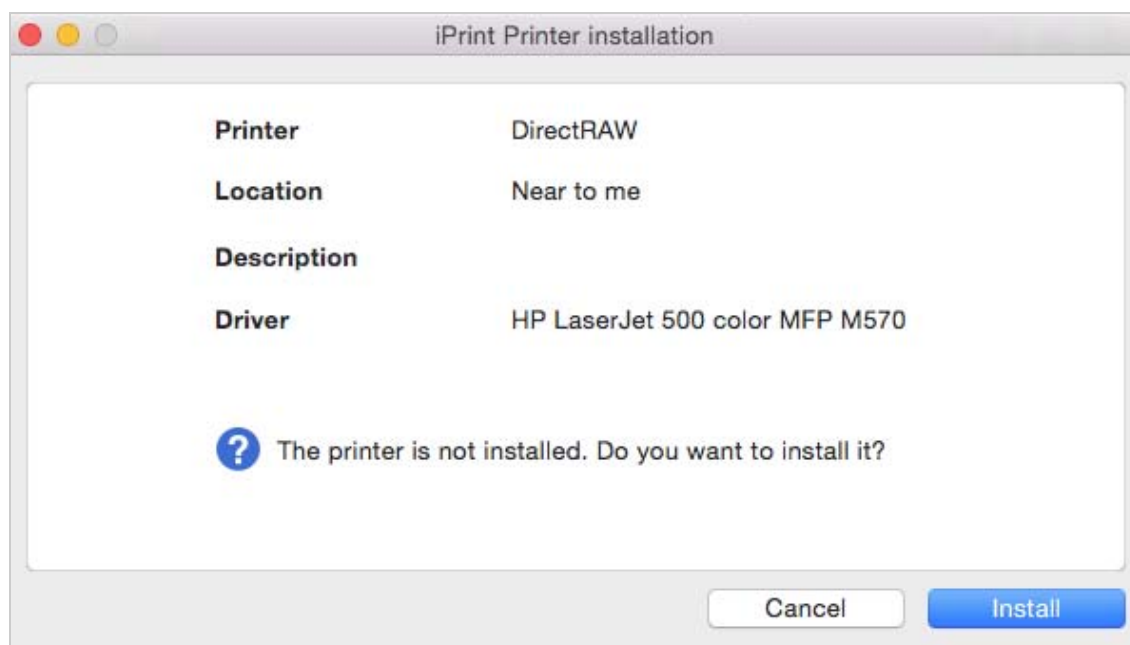 iPrint Printer installation
Printer DirectRAW
Location Near to me
Description
Driver HP LaserJet 500 color MFP M570
? The printer is not installed. Do you want to install it?
Cancel Install